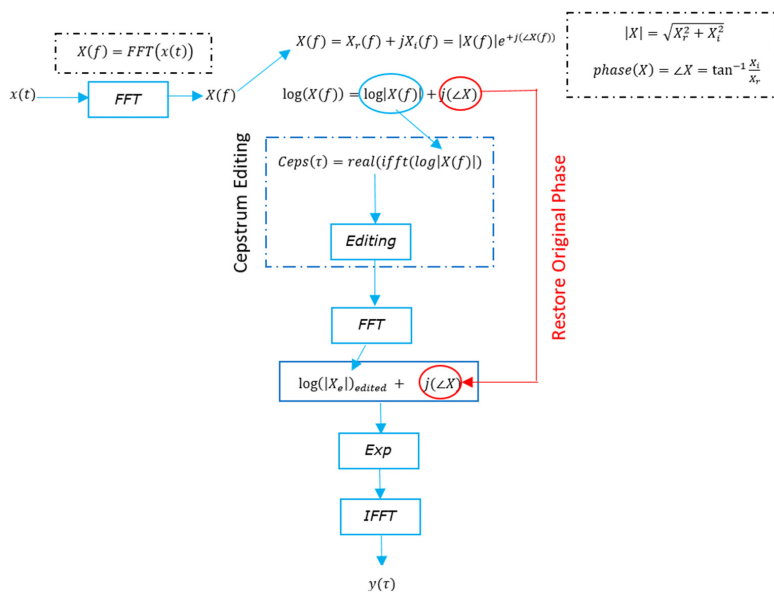 X(f) = FFT(x(t))
X(f) = X_r(f) + jX_i(f) = |X(f)|e^{+j(∠X(f))}
|X| = √(X_r^2 + X_i^2)
phase(X) = ∠X = tan^{-1} X_i/X_r
x(t) FFT X(f)
log(X(f)) = log|X(f)| + j(∠X)
Cepstrum Editing
Ceps(τ) = real(ifft(log|X(f)|)
Editing
Restore Original Phase
FFT
log(|X_e|)_{edited} + j(∠X)
Exp
IFFT
y(τ)